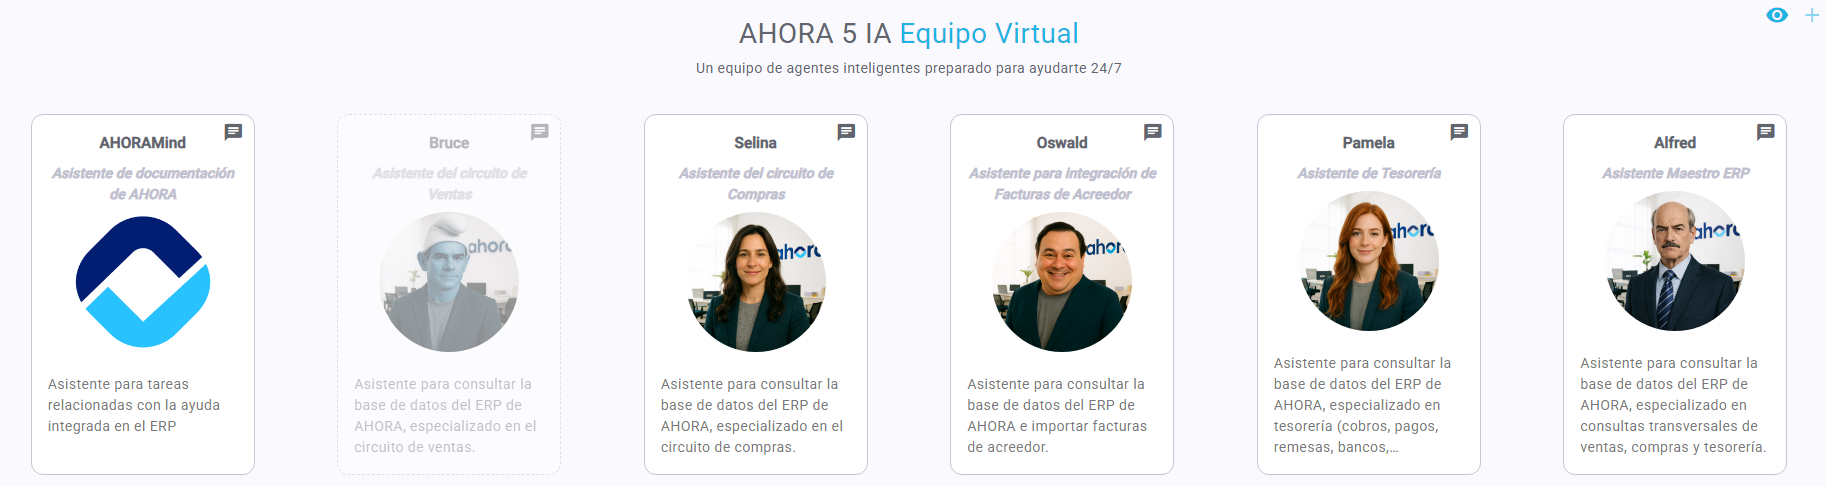 AHORA 5 IA Equipo Virtual
Un equipo de agentes inteligentes preparado para ayudarte 24/7
AHORAMind
Asistente de documentación
de AHORA
Asistente para tareas
relacionadas con la ayuda
integrada en el ERP
Bruce
Asistente del circuito de
Ventas
ahora
Asistente para consultar la
base de datos del ERP de
AHORA, especializado en el
circuito de ventas.
Selina
Asistente del circuito de
Compras
ahora
Asistente para consultar la
base de datos del ERP de
AHORA, especializado en el
circuito de compras.
Oswald
Asistente para integración de
Facturas de Acreedor
ahor
Asistente para consultar la
base de datos del ERP de
AHORA e importar facturas
de acreedor.
Pamela
Asistente de Tesorería
ahora
Asistente para consultar la
base de datos del ERP de
AHORA, especializado en
tesorería (cobros, pagos,
remesas, bancos,...
Alfred
Asistente Maestro ERP
ahora
Asistente para consultar la
base de datos del ERP de
AHORA, especializado en
consultas transversales de
ventas, compras y tesorería.